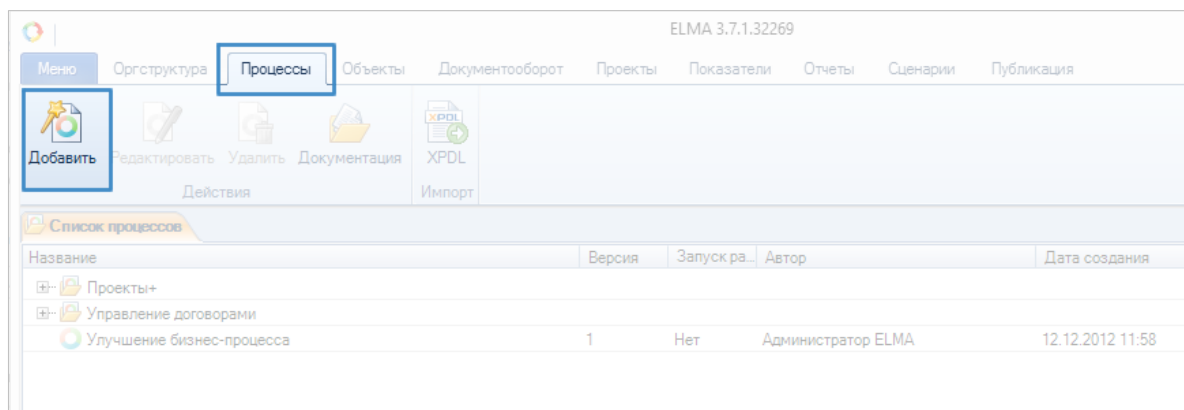 ELMA 3.7.1.32269
Меню Оргструктура Процессы Объекты Документооборот Проекты Показатели Отчеты Сценарии Публикация
XPDL
Добавить Редактировать Удалить Документация XPDL
Действия Импорт
Список процессов
Название Версия Запуск ра... Автор Дата создания
Проекты+
Управление договорами
Улучшение бизнес-процесса 1 Нет Администратор ELMA 12.12.2012 11:58